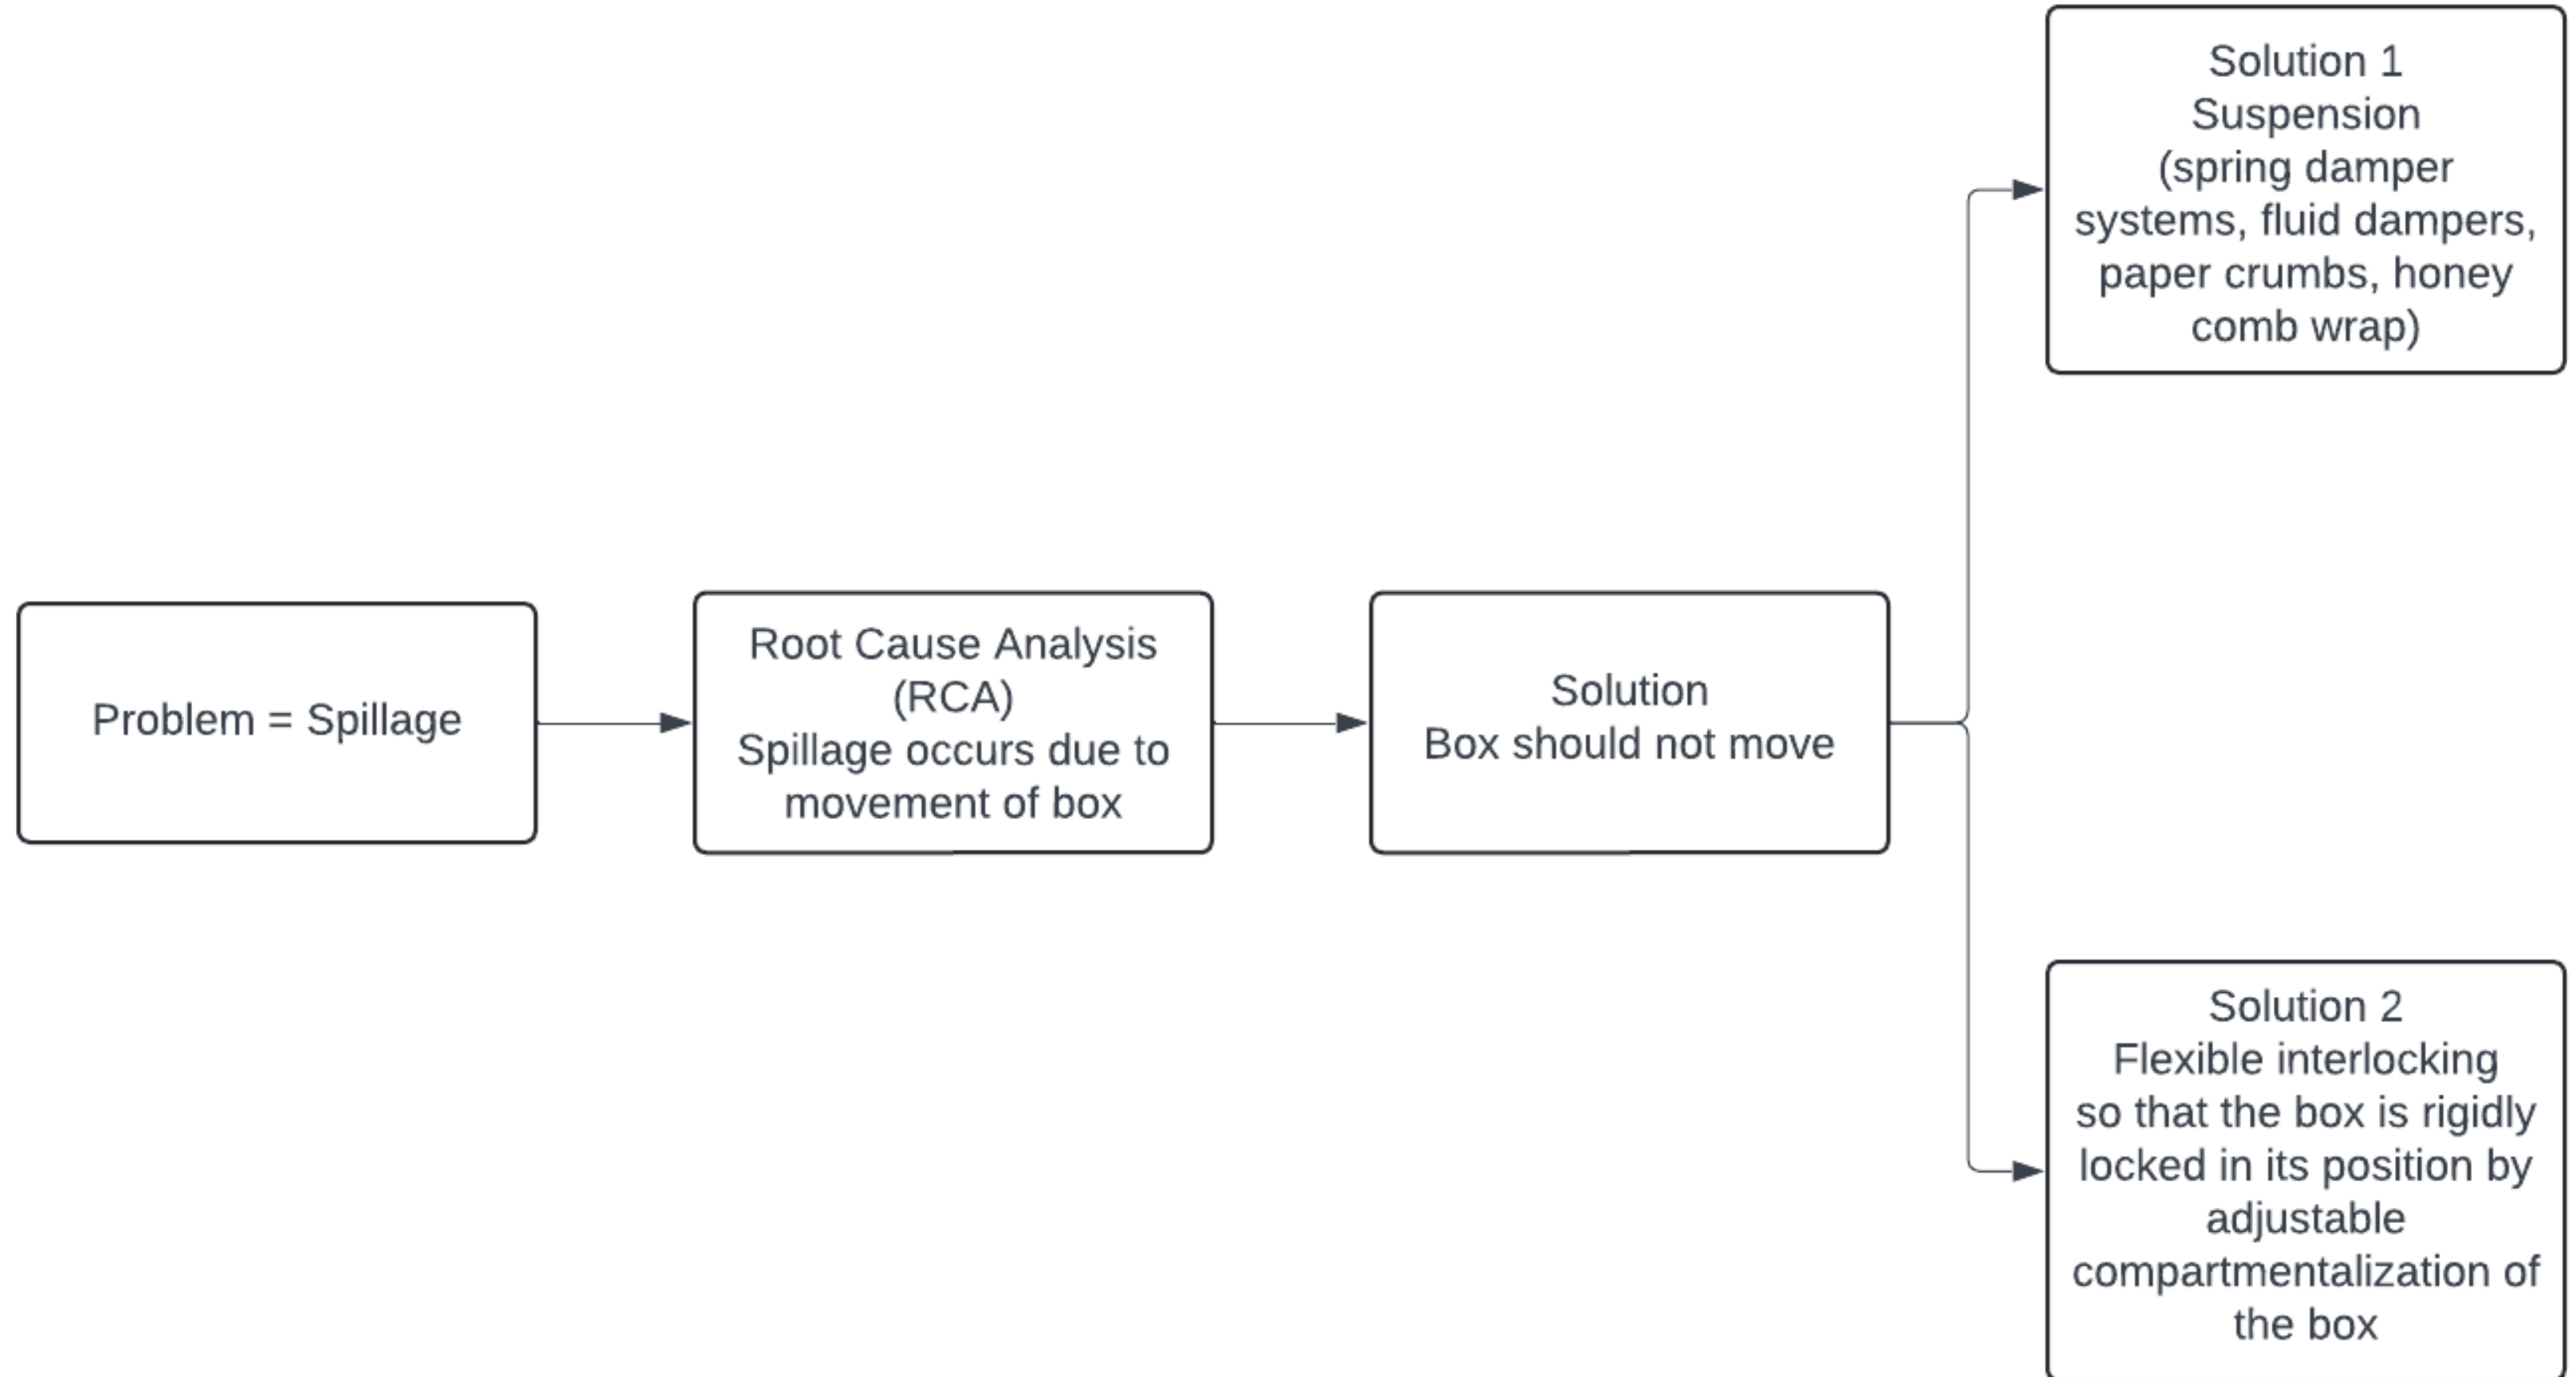 Problem = Spillage
Root Cause Analysis
(RCA)
Spillage occurs due to
movement of box
Solution
Box should not move
Solution 1
Suspension
(spring damper
systems, fluid dampers,
paper crumbs, honey
comb wrap)
Solution 2
Flexible interlocking
so that the box is rigidly
locked in its position by
adjustable
compartmentalization of
the box